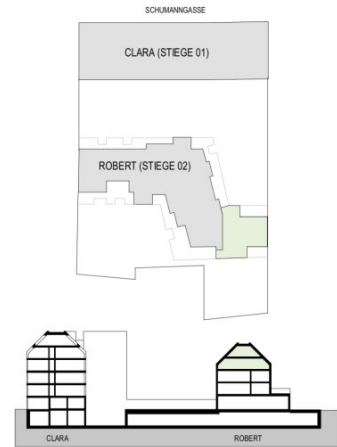 SCHUMANNGASSE
CLARA (STIEGE 01)
ROBERT (STIEGE 02)
CLARA
ROBERT